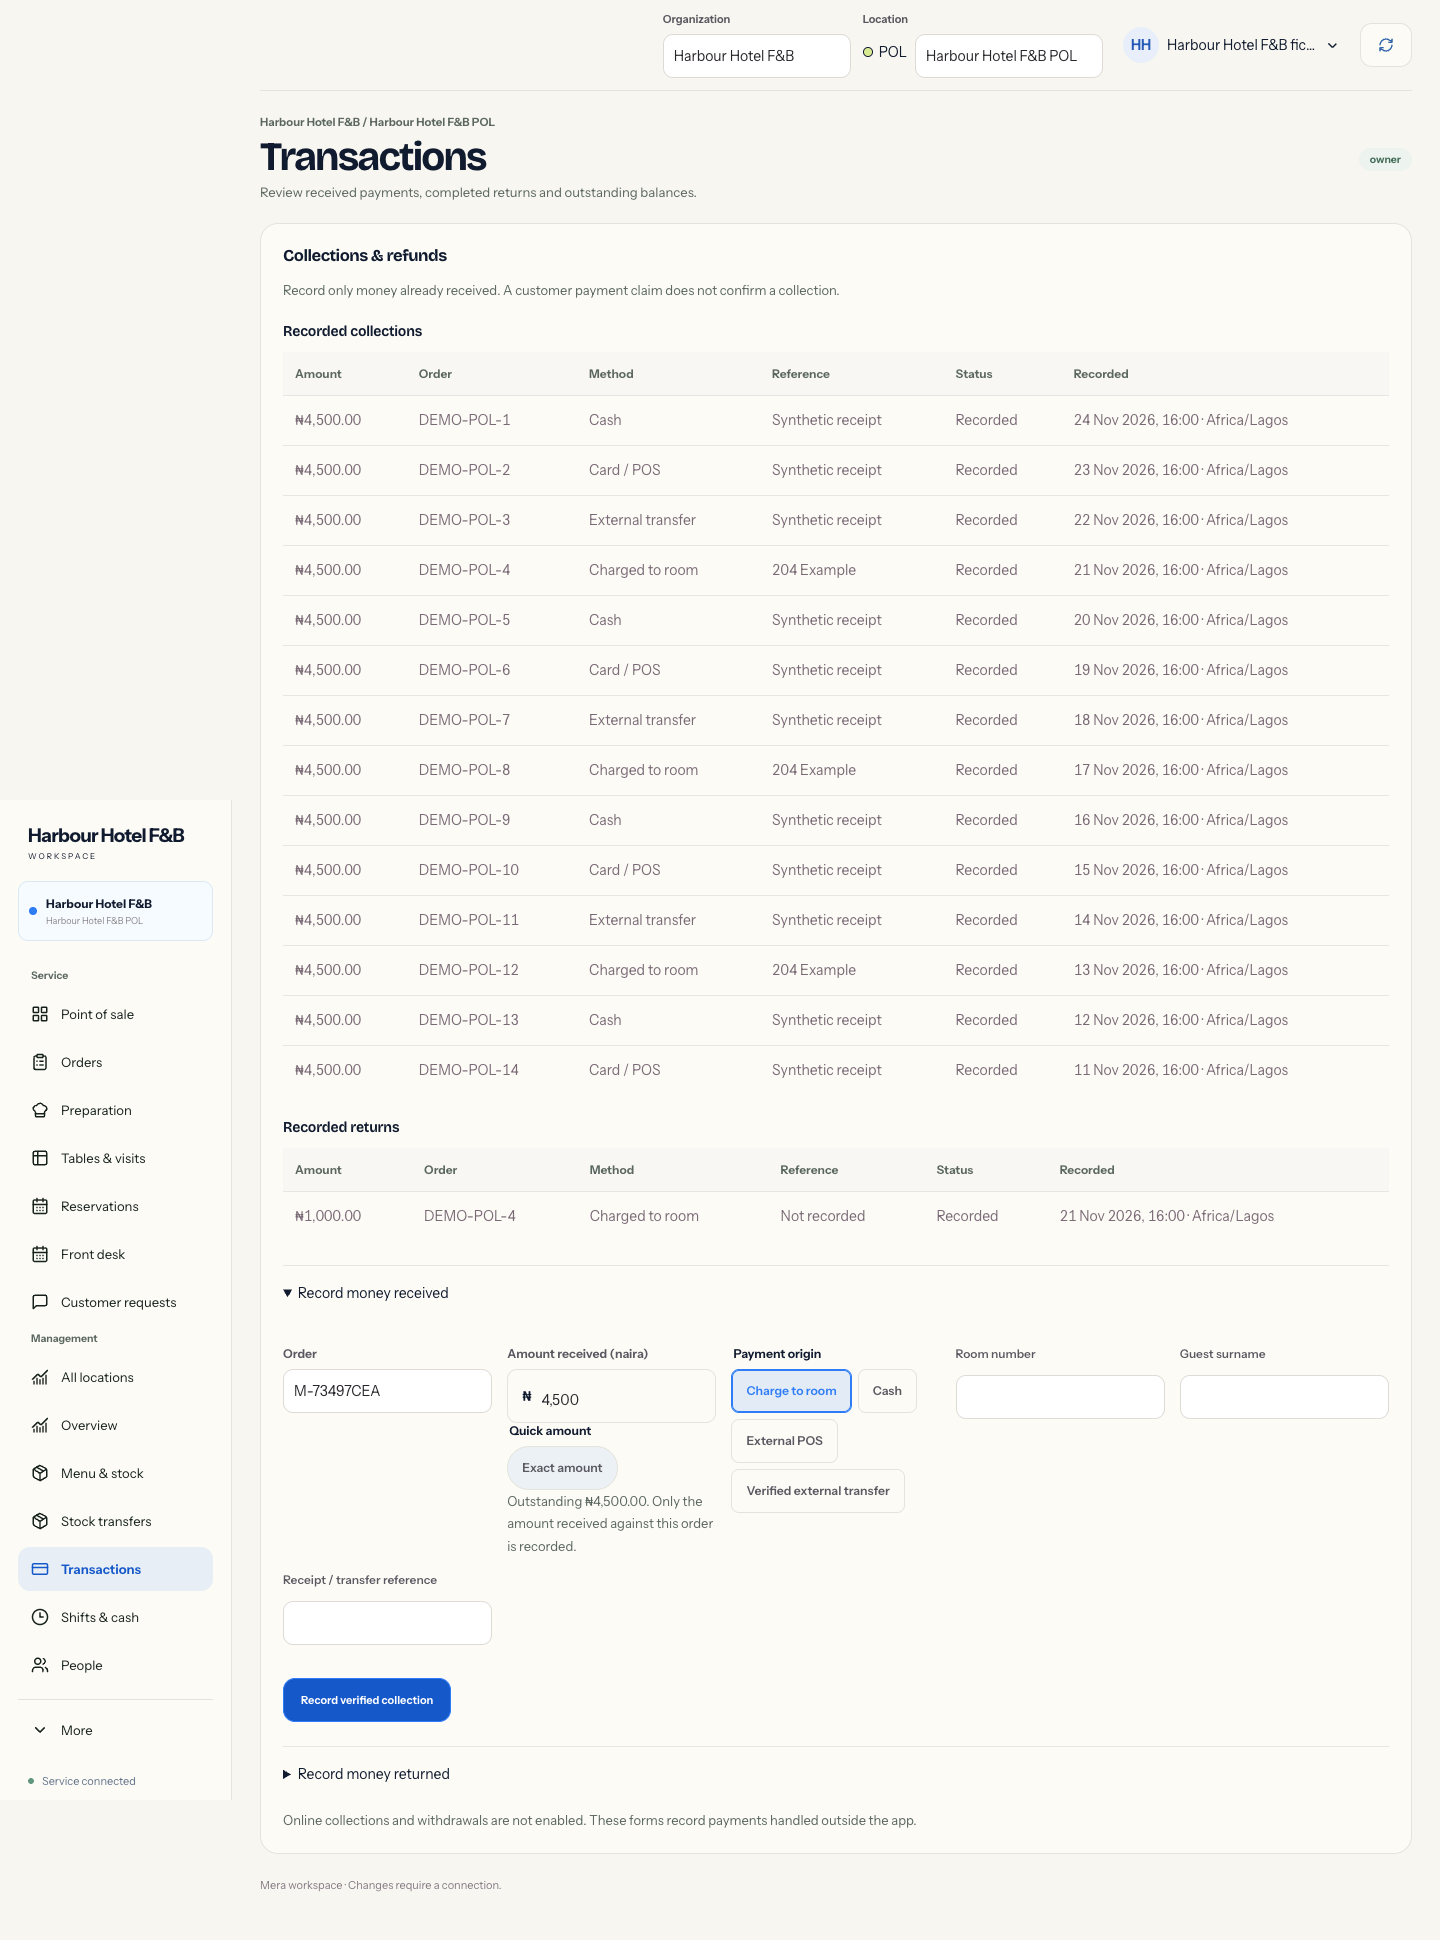 Organization
Location
Harbour Hotel F&B
POL
Harbour Hotel F&B POL
HH
Harbour Hotel F&B fic...
Harbour Hotel F&B / Harbour Hotel F&B POL
Transactions
owner
Review received payments, completed returns and outstanding balances.
Collections & refunds
Record only money already received. A customer payment claim does not confirm a collection.
Recorded collections
Amount Order Method Reference Status Recorded
₦4,500.00 DEMO-POL-1 Cash Synthetic receipt Recorded 24 Nov 2026, 16:00 · Africa/Lagos
₦4,500.00 DEMO-POL-2 Card / POS Synthetic receipt Recorded 23 Nov 2026, 16:00 · Africa/Lagos
₦4,500.00 DEMO-POL-3 External transfer Synthetic receipt Recorded 22 Nov 2026, 16:00 · Africa/Lagos
₦4,500.00 DEMO-POL-4 Charged to room 204 Example Recorded 21 Nov 2026, 16:00 · Africa/Lagos
₦4,500.00 DEMO-POL-5 Cash Synthetic receipt Recorded 20 Nov 2026, 16:00 · Africa/Lagos
₦4,500.00 DEMO-POL-6 Card / POS Synthetic receipt Recorded 19 Nov 2026, 16:00 · Africa/Lagos
₦4,500.00 DEMO-POL-7 External transfer Synthetic receipt Recorded 18 Nov 2026, 16:00 · Africa/Lagos
₦4,500.00 DEMO-POL-8 Charged to room 204 Example Recorded 17 Nov 2026, 16:00 · Africa/Lagos
₦4,500.00 DEMO-POL-9 Cash Synthetic receipt Recorded 16 Nov 2026, 16:00 · Africa/Lagos
₦4,500.00 DEMO-POL-10 Card / POS Synthetic receipt Recorded 15 Nov 2026, 16:00 · Africa/Lagos
₦4,500.00 DEMO-POL-11 External transfer Synthetic receipt Recorded 14 Nov 2026, 16:00 · Africa/Lagos
₦4,500.00 DEMO-POL-12 Charged to room 204 Example Recorded 13 Nov 2026, 16:00 · Africa/Lagos
₦4,500.00 DEMO-POL-13 Cash Synthetic receipt Recorded 12 Nov 2026, 16:00 · Africa/Lagos
₦4,500.00 DEMO-POL-14 Card / POS Synthetic receipt Recorded 11 Nov 2026, 16:00 · Africa/Lagos
Recorded returns
Amount Order Method Reference Status Recorded
₦1,000.00 DEMO-POL-4 Charged to room Not recorded Recorded 21 Nov 2026, 16:00 · Africa/Lagos
Record money received
Order
M-73497CEA
Amount received (naira)
₦ 4,500
Quick amount
Exact amount
Outstanding ₦4,500.00. Only the
amount received against this order
is recorded.
Payment origin
Charge to room
Cash
External POS
Verified external transfer
Room number
Guest surname
Receipt / transfer reference
Record verified collection
Record money returned
Online collections and withdrawals are not enabled. These forms record payments handled outside the app.
Mera workspace · Changes require a connection.
Harbour Hotel F&B
WORKSPACE
Harbour Hotel F&B
Harbour Hotel F&B POL
Service
Point of sale
Orders
Preparation
Tables & visits
Reservations
Front desk
Customer requests
Management
All locations
Overview
Menu & stock
Stock transfers
Transactions
Shifts & cash
People
More
Service connected